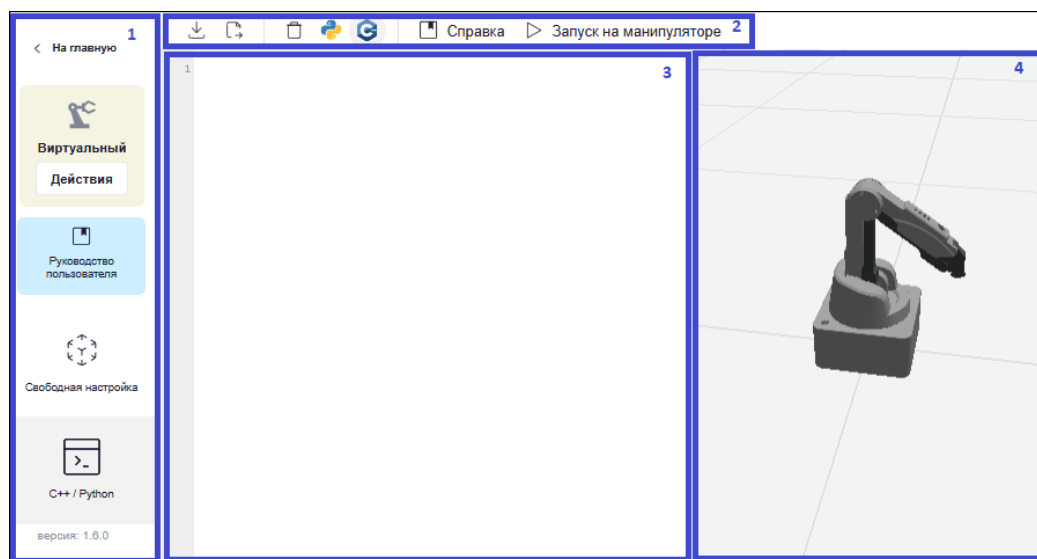 1
На главную
Виртуальный
Действия
Руководство
пользователя
Свободная настройка
>_
C++ / Python
версия: 1.6.0
Справка
Запуск на манипуляторе
2
1
3
4